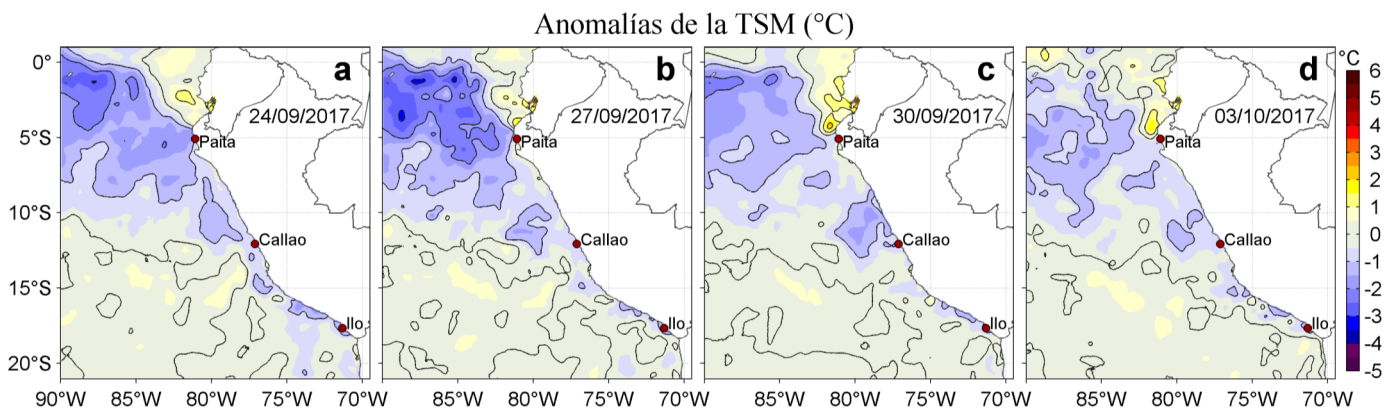 Anomalías de la TSM (°C)
a
24/09/2017
Paita
Callao
Ilo
b
27/09/2017
Paita
Callao
Ilo
c
30/09/2017
Paita
Callao
Ilo
d
03/10/2017
Paita
Callao
Ilo
0°
5°S
10°S
15°S
20°S
90°W 85°W 80°W 75°W 70°W
85°W 80°W 75°W 70°W
85°W 80°W 75°W 70°W
85°W 80°W 75°W 70°W
°C
6
5
4
3
2
1
0
-1
-2
-3
-4
-5